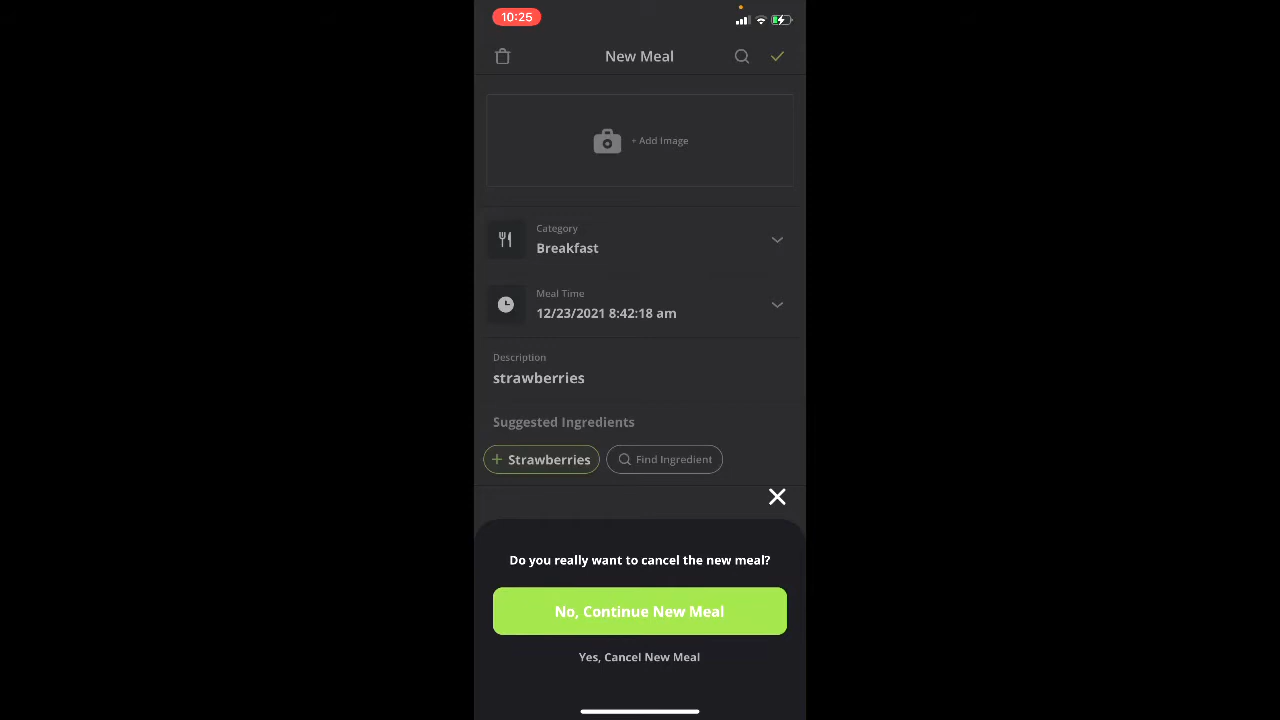 10:25
New Meal
+ Add Image
Category
Breakfast
Meal Time
12/23/2021 8:42:18 am
Description
strawberries
Suggested Ingredients
+ Strawberries
Find Ingredient
Do you really want to cancel the new meal?
No, Continue New Meal
Yes, Cancel New Meal